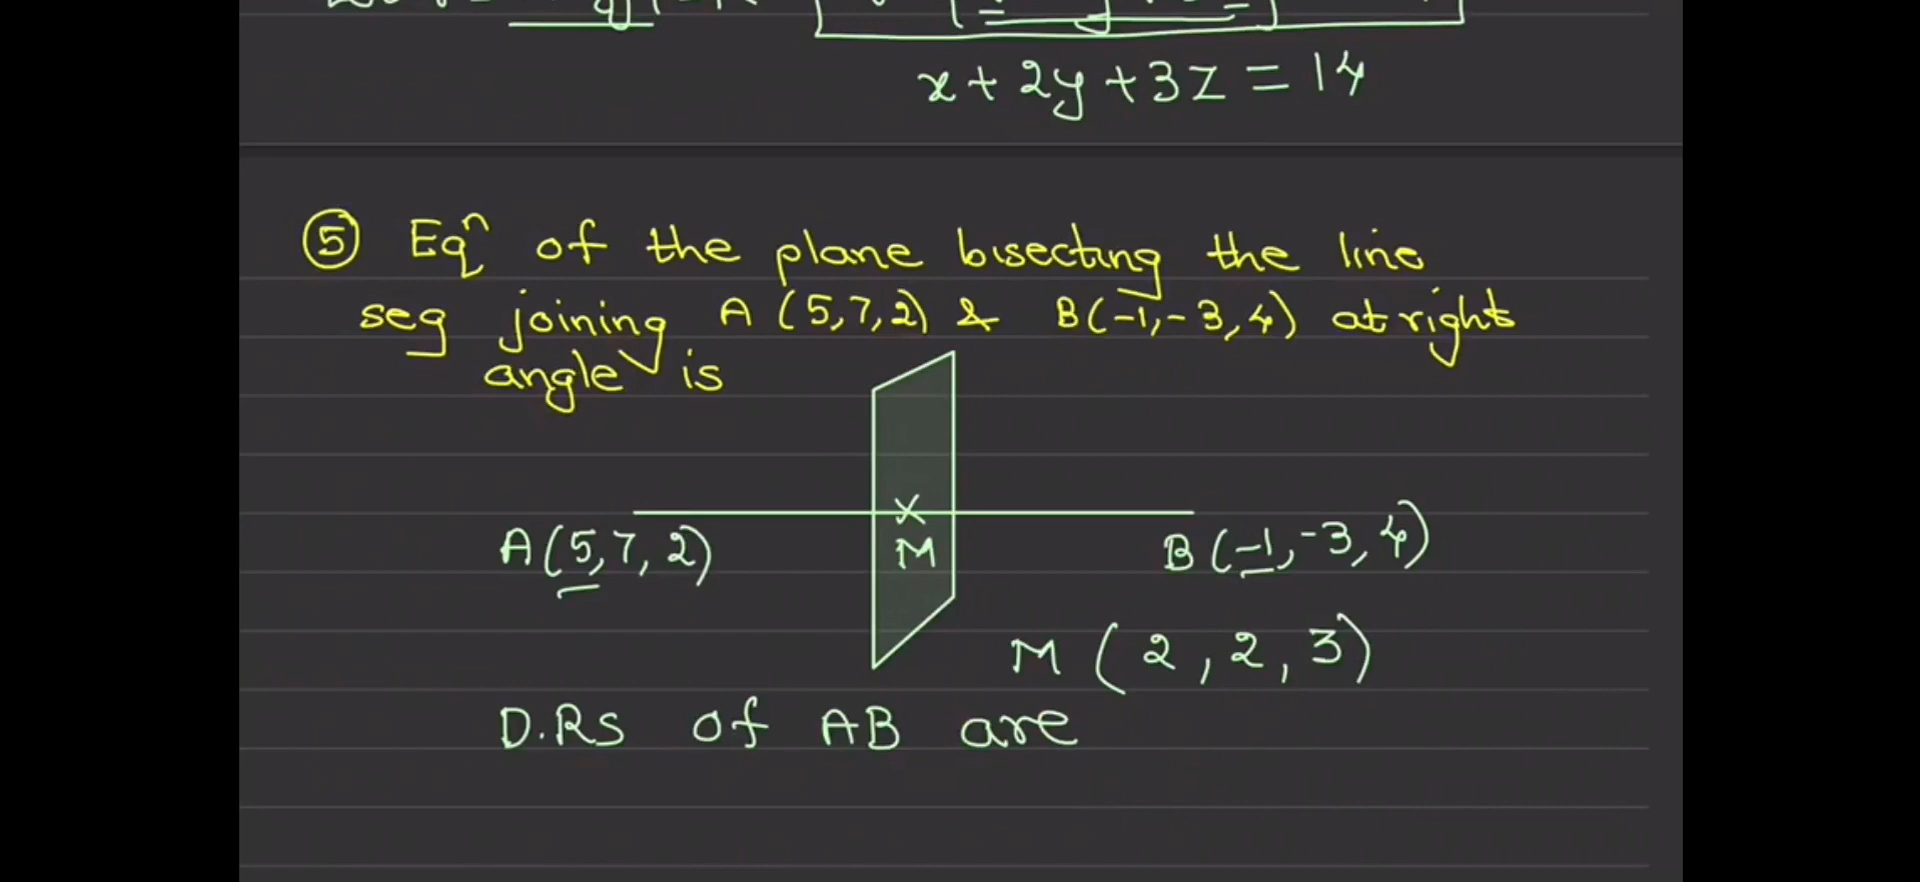 x + 2y + 3z = 14
⑤ Eqⁿ of the plane bisecting the line
seg joining A (5,7,2) & B(-1,-3,4) at right
angle is
M
A(5,7,2)
B(-1,-3,4)
M (2,2,3)
D.RS of AB are